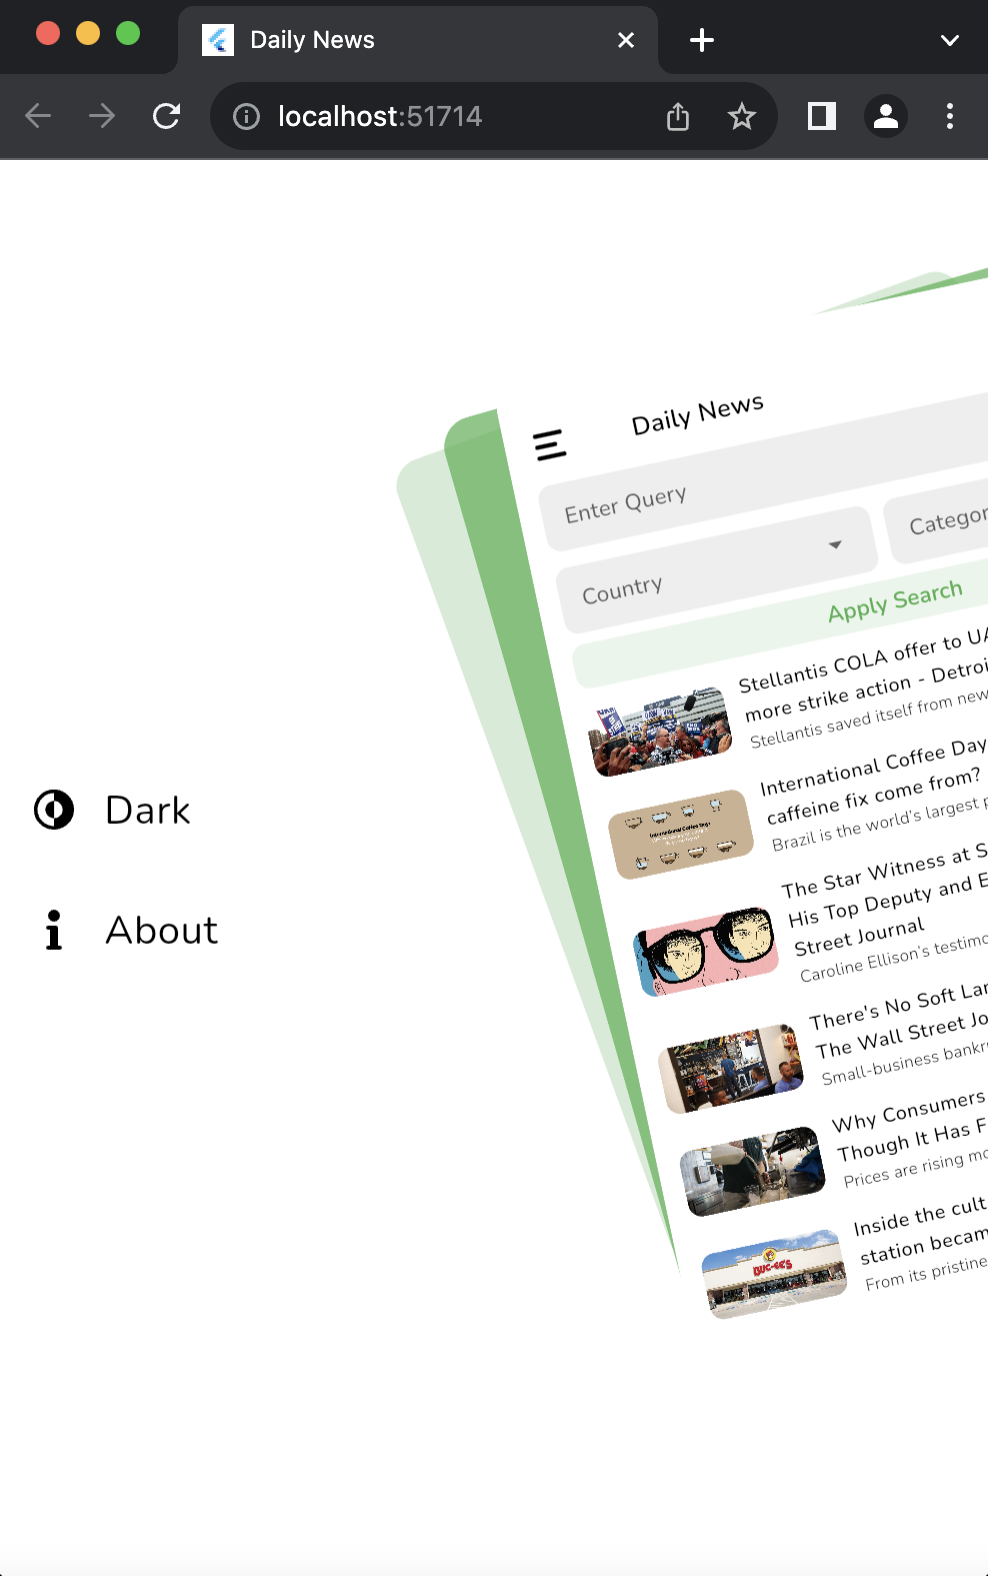 Daily News
localhost:51714
Daily News
Enter Query
Country
Categor
Apply Search
Stellantis COLA offer to UA
more strike action - Detroi
Stellantis saved itself from new
International Coffee Day
caffeine fix come from?
Brazil is the world's largest p
The Star Witness at S
His Top Deputy and E
Street Journal
Caroline Ellison's testimo
There's No Soft Lan
The Wall Street Jo
Small-business bankr
Why Consumers
Though It Has F
Prices are rising mo
Inside the cult
station becam
From its pristine
BUC-EE'S
Dark
About